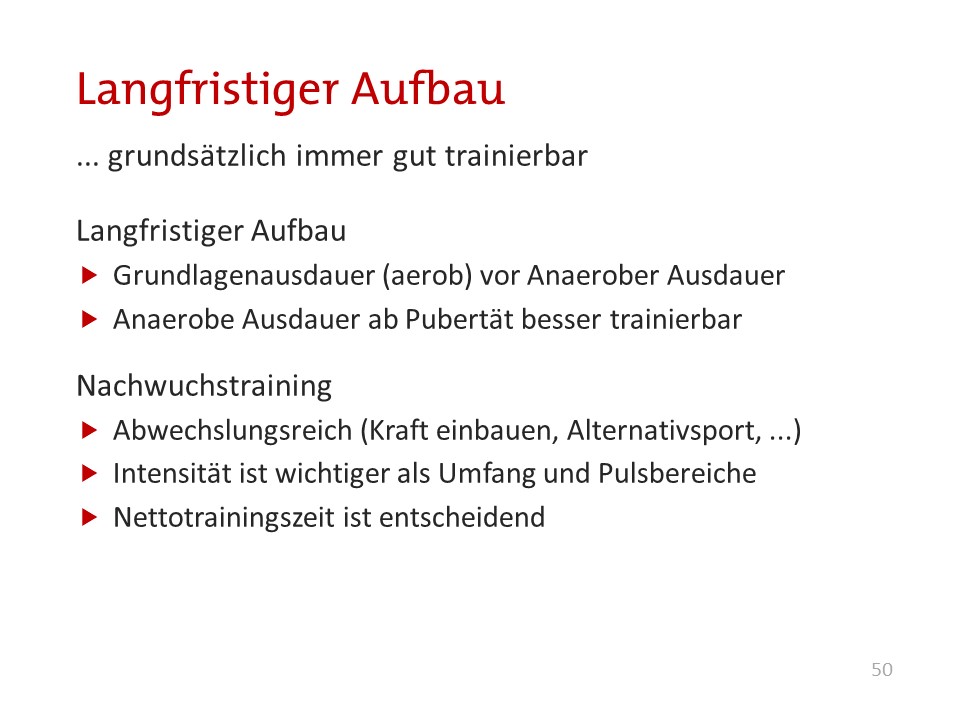 Langfristiger Aufbau
... grundsätzlich immer gut trainierbar
Langfristiger Aufbau
Grundlagenausdauer (aerob) vor Anaerober Ausdauer
Anaerobe Ausdauer ab Pubertät besser trainierbar
Nachwuchstraining
Abwechslungsreich (Kraft einbauen, Alternativsport, ...)
Intensität ist wichtiger als Umfang und Pulsbereiche
Nettotrainingszeit ist entscheidend
50